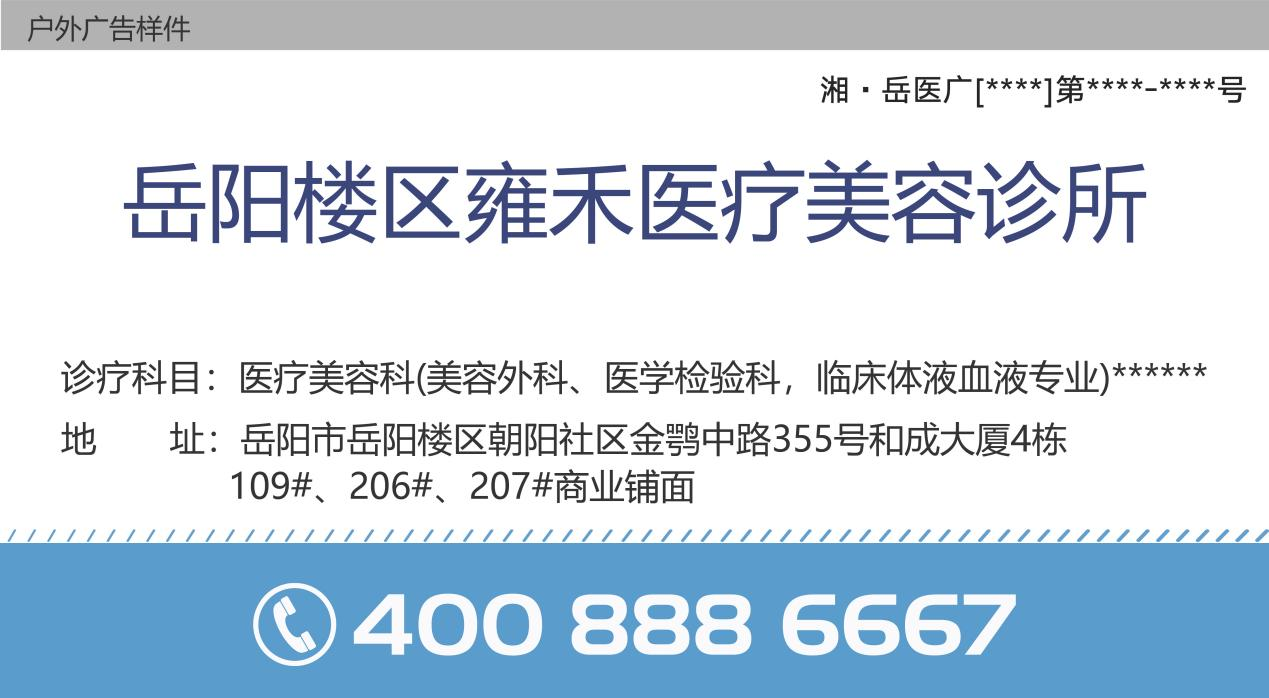 户外广告样件
湘·岳医广[****]第****-****号
岳阳楼区雍禾医疗美容诊所
诊疗科目：医疗美容科(美容外科、医学检验科，临床体液血液专业)******
地　　址：岳阳市岳阳楼区朝阳社区金鹗中路355号和成大厦4栋
109#、206#、207#商业铺面
400 888 6667